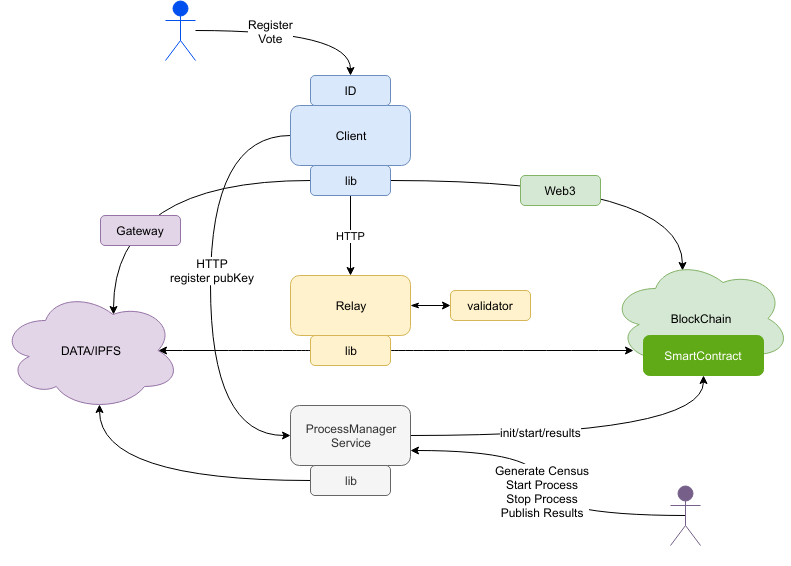 Register
Vote
ID
Client
lib
Web3
Gateway
HTTP
HTTP
register pubKey
Relay
validator
BlockChain
SmartContract
DATA/IPFS
lib
ProcessManager
Service
init/start/results
lib
Generate Census
Start Process
Stop Process
Publish Results